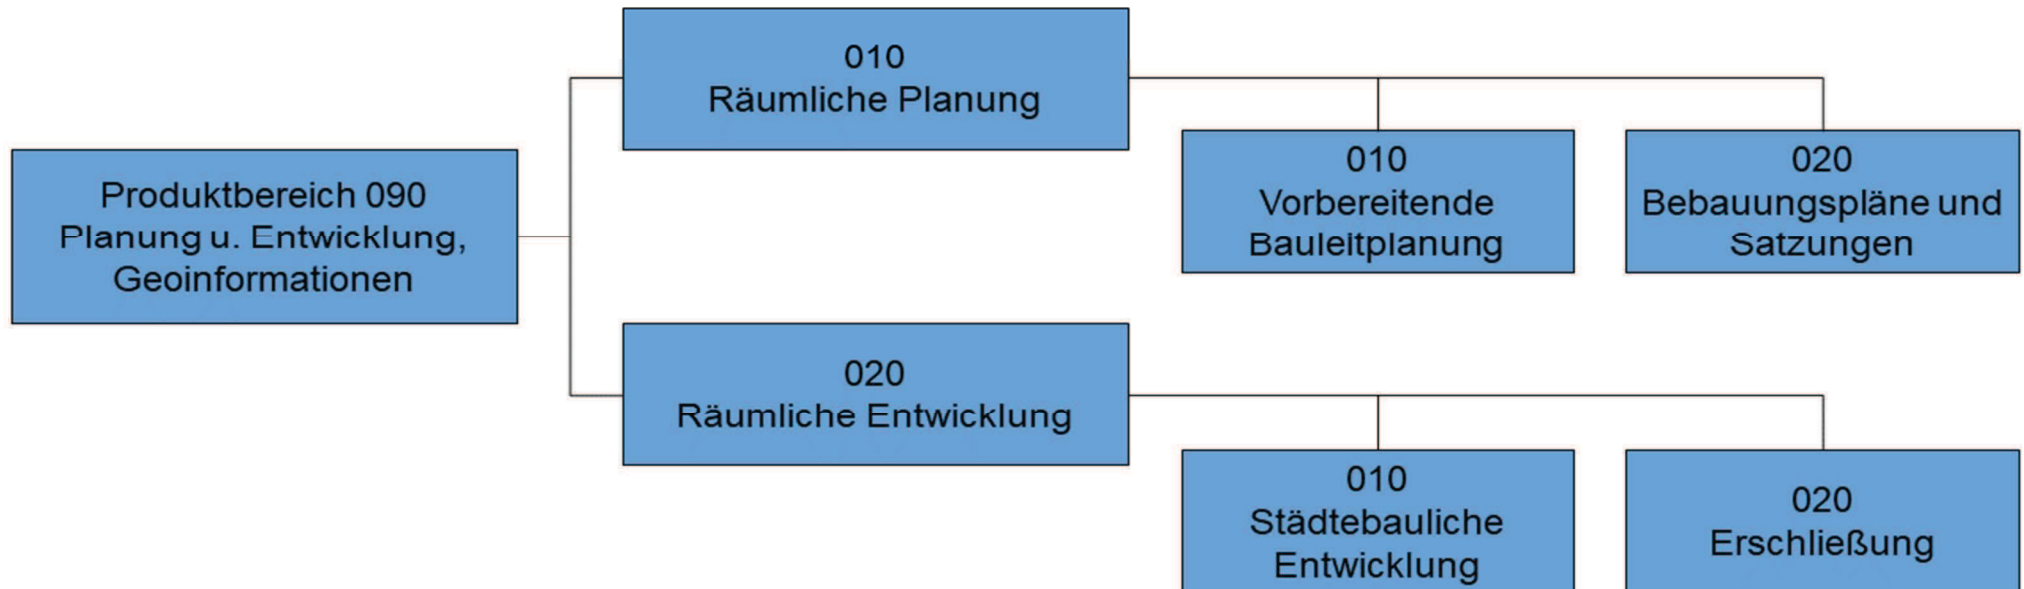 Produktbereich 090
Planung u. Entwicklung,
Geoinformationen
010
Räumliche Planung
010
Vorbereitende
Bauleitplanung
020
Bebauungspläne und
Satzungen
020
Räumliche Entwicklung
010
Städtebauliche
Entwicklung
020
Erschließung